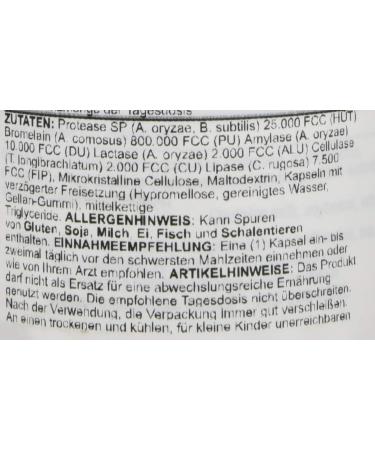 der Tagesdosis
ZUTATEN: Protease SP (A. oryzae, B. subtilis) 25.000 FCC (HUT)
Bromelain (A. comosus) 800.000 FCC (PU) Amylase (A. oryzae)
10.000 FCC (DU) Lactase (A. oryzae) 2.000 FCC (ALU) Cellulase
(T. longibrachiatum) 2.000 FCC (CU) Lipase (C. rugosa) 7.500
FCC (FIP), Mikrokristalline Cellulose, Maltodextrin, Kapseln mit
verzögerter Freisetzung (Hypromellose, gereinigtes Wasser,
Gellan-Gummi), mittelkettige
Triglyceride. ALLERGENHINWEIS: Kann Spuren
von Gluten, Soja, Milch, Ei, Fisch und Schalentieren
enthalten. EINNAHMEEMPFEHLUNG: Eine (1) Kapsel ein- bis
zweimal täglich vor den schwersten Mahlzeiten einnehmen oder
wie von Ihrem Arzt empfohlen. ARTIKELHINWEISE: Das Produkt
darf nicht als Ersatz für eine abwechslungsreiche Ernährung
genutzt werden. Die empfohlene Tagesdosis nicht überschreiten.
Nach der Verwendung, die Verpackung immer gut verschließen.
An einen trockenen und kühlen, für kleine Kinder unerreichbaren